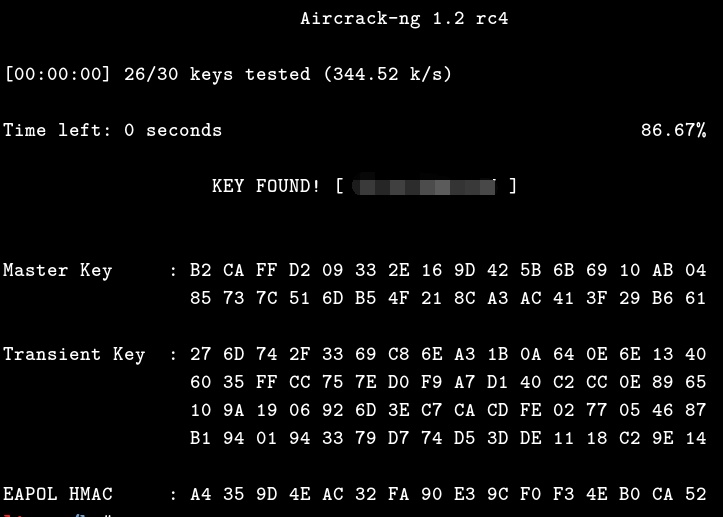 Aircrack-ng 1.2 rc4
[00:00:00] 26/30 keys tested (344.52 k/s)
Time left: 0 seconds 86.67%
KEY FOUND! [ ]
Master Key : B2 CA FF D2 09 33 2E 16 9D 42 5B 6B 69 10 AB 04
85 73 7C 51 6D B5 4F 21 8C A3 AC 41 3F 29 B6 61
Transient Key : 27 6D 74 2F 33 69 C8 6E A3 1B 0A 64 0E 6E 13 40
60 35 FF CC 75 7E D0 F9 A7 D1 40 C2 CC 0E 89 65
10 9A 19 06 92 6D 3E C7 CA CD FE 02 77 05 46 87
B1 94 01 94 33 79 D7 74 D5 3D DE 11 18 C2 9E 14
EAPOL HMAC : A4 35 9D 4E AC 32 FA 90 E3 9C F0 F3 4E B0 CA 52